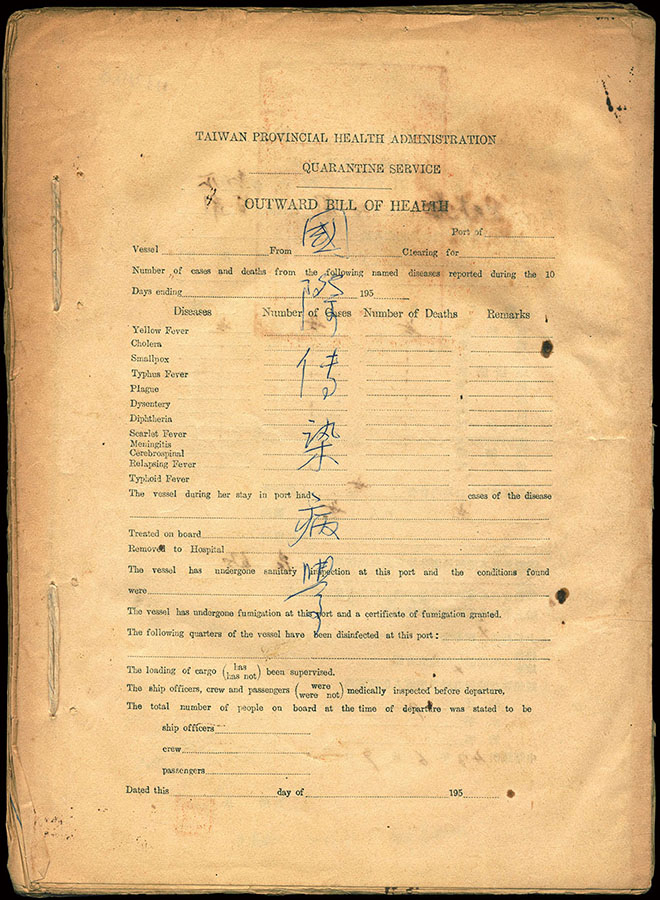 TAIWAN PROVINCIAL HEALTH ADMINISTRATION
QUARANTINE SERVICE
OUTWARD BILL OF HEALTH
Port of
Vessel From Clearing for
Number of cases and deaths from the following named diseases reported during the 10
Days ending 195
Diseases Number of Cases Number of Deaths Remarks
Yellow Fever
Cholera
Smallpox
Typhus Fever
Plague
Dysentery
Diphtheria
Scarlet Fever
Meningitis
Cerebrospinal
Relapsing Fever
Typhoid Fever
The vessel during her stay in port had cases of the disease
Treated on board
Removed to Hospital
The vessel has undergone sanitary inspection at this port and the conditions found
were
The vessel has undergone fumigation at this port and a certificate of fumigation granted.
The following quarters of the vessel have been disinfected at this port:
The loading of cargo (has
has not) been supervised.
The ship officers, crew and passengers (were
were not) medically inspected before departure.
The total number of people on board at the time of departure was stated to be
ship officers
crew
passengers
Dated this day of 195
國際傳染病學